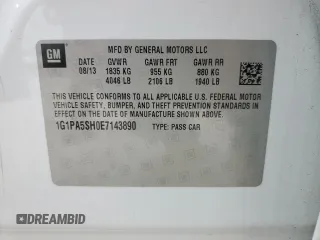 GM
MFD BY GENERAL MOTORS LLC
DATE GVWR GAWR FRT GAWR RR
08/13 1835 KG 955 KG 880 KG
4046 LB 2106 LB 1940 LB
THIS VEHICLE CONFORMS TO ALL APPLICABLE U.S. FEDERAL MOTOR
VEHICLE SAFETY, BUMPER, AND THEFT PREVENTION STANDARDS
IN EFFECT ON THE DATE OF MANUFACTURE SHOWN ABOVE.
1G1PA5SH0E7143890 TYPE: PASS CAR
DREAMBID